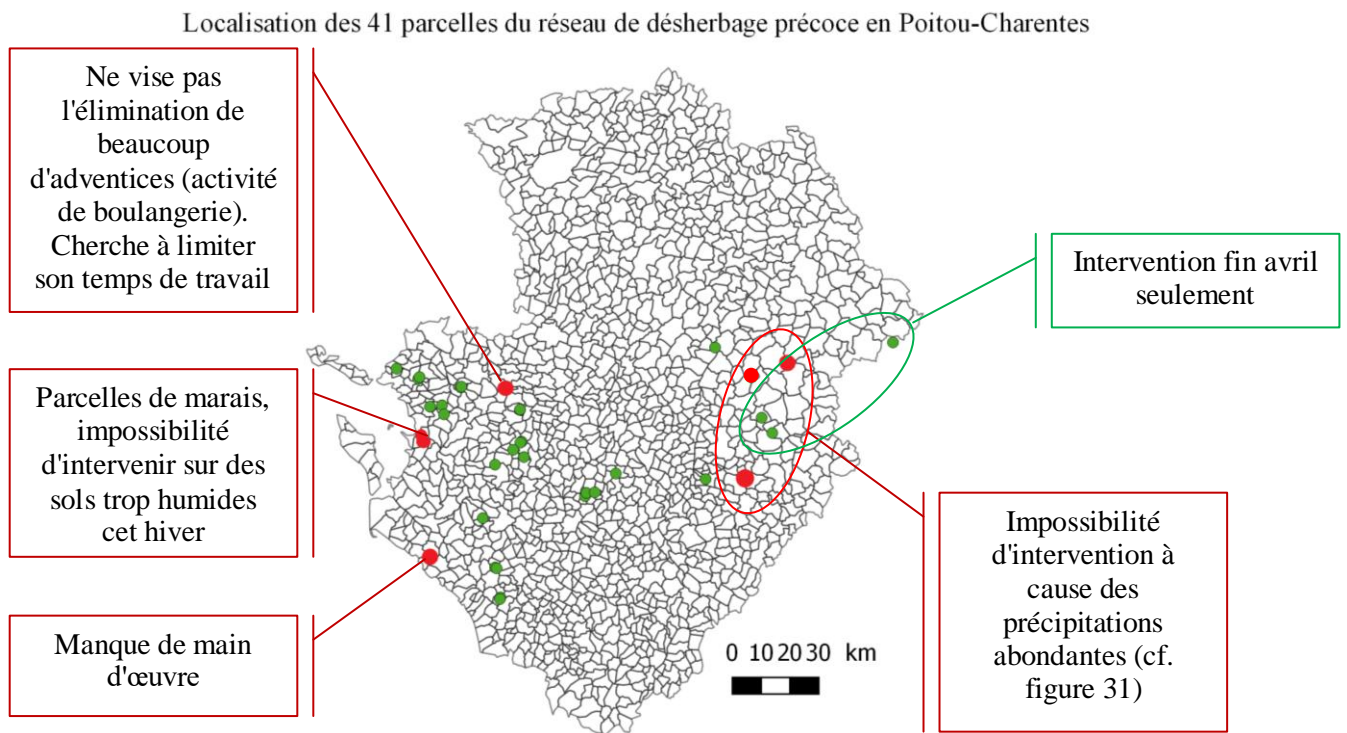 Localisation des 41 parcelles du réseau de désherbage précoce en Poitou-Charentes
Ne vise pas
l'élimination de
beaucoup
d'adventices (activité
de boulangerie).
Cherche à limiter
son temps de travail
Intervention fin avril
seulement
Parcelles de marais,
impossibilité
d'intervenir sur des
sols trop humides
cet hiver
Impossibilité
d'intervention à
cause des
précipitations
abondantes (cf.
figure 31)
Manque de main
d'œuvre
0 10 20 30 km